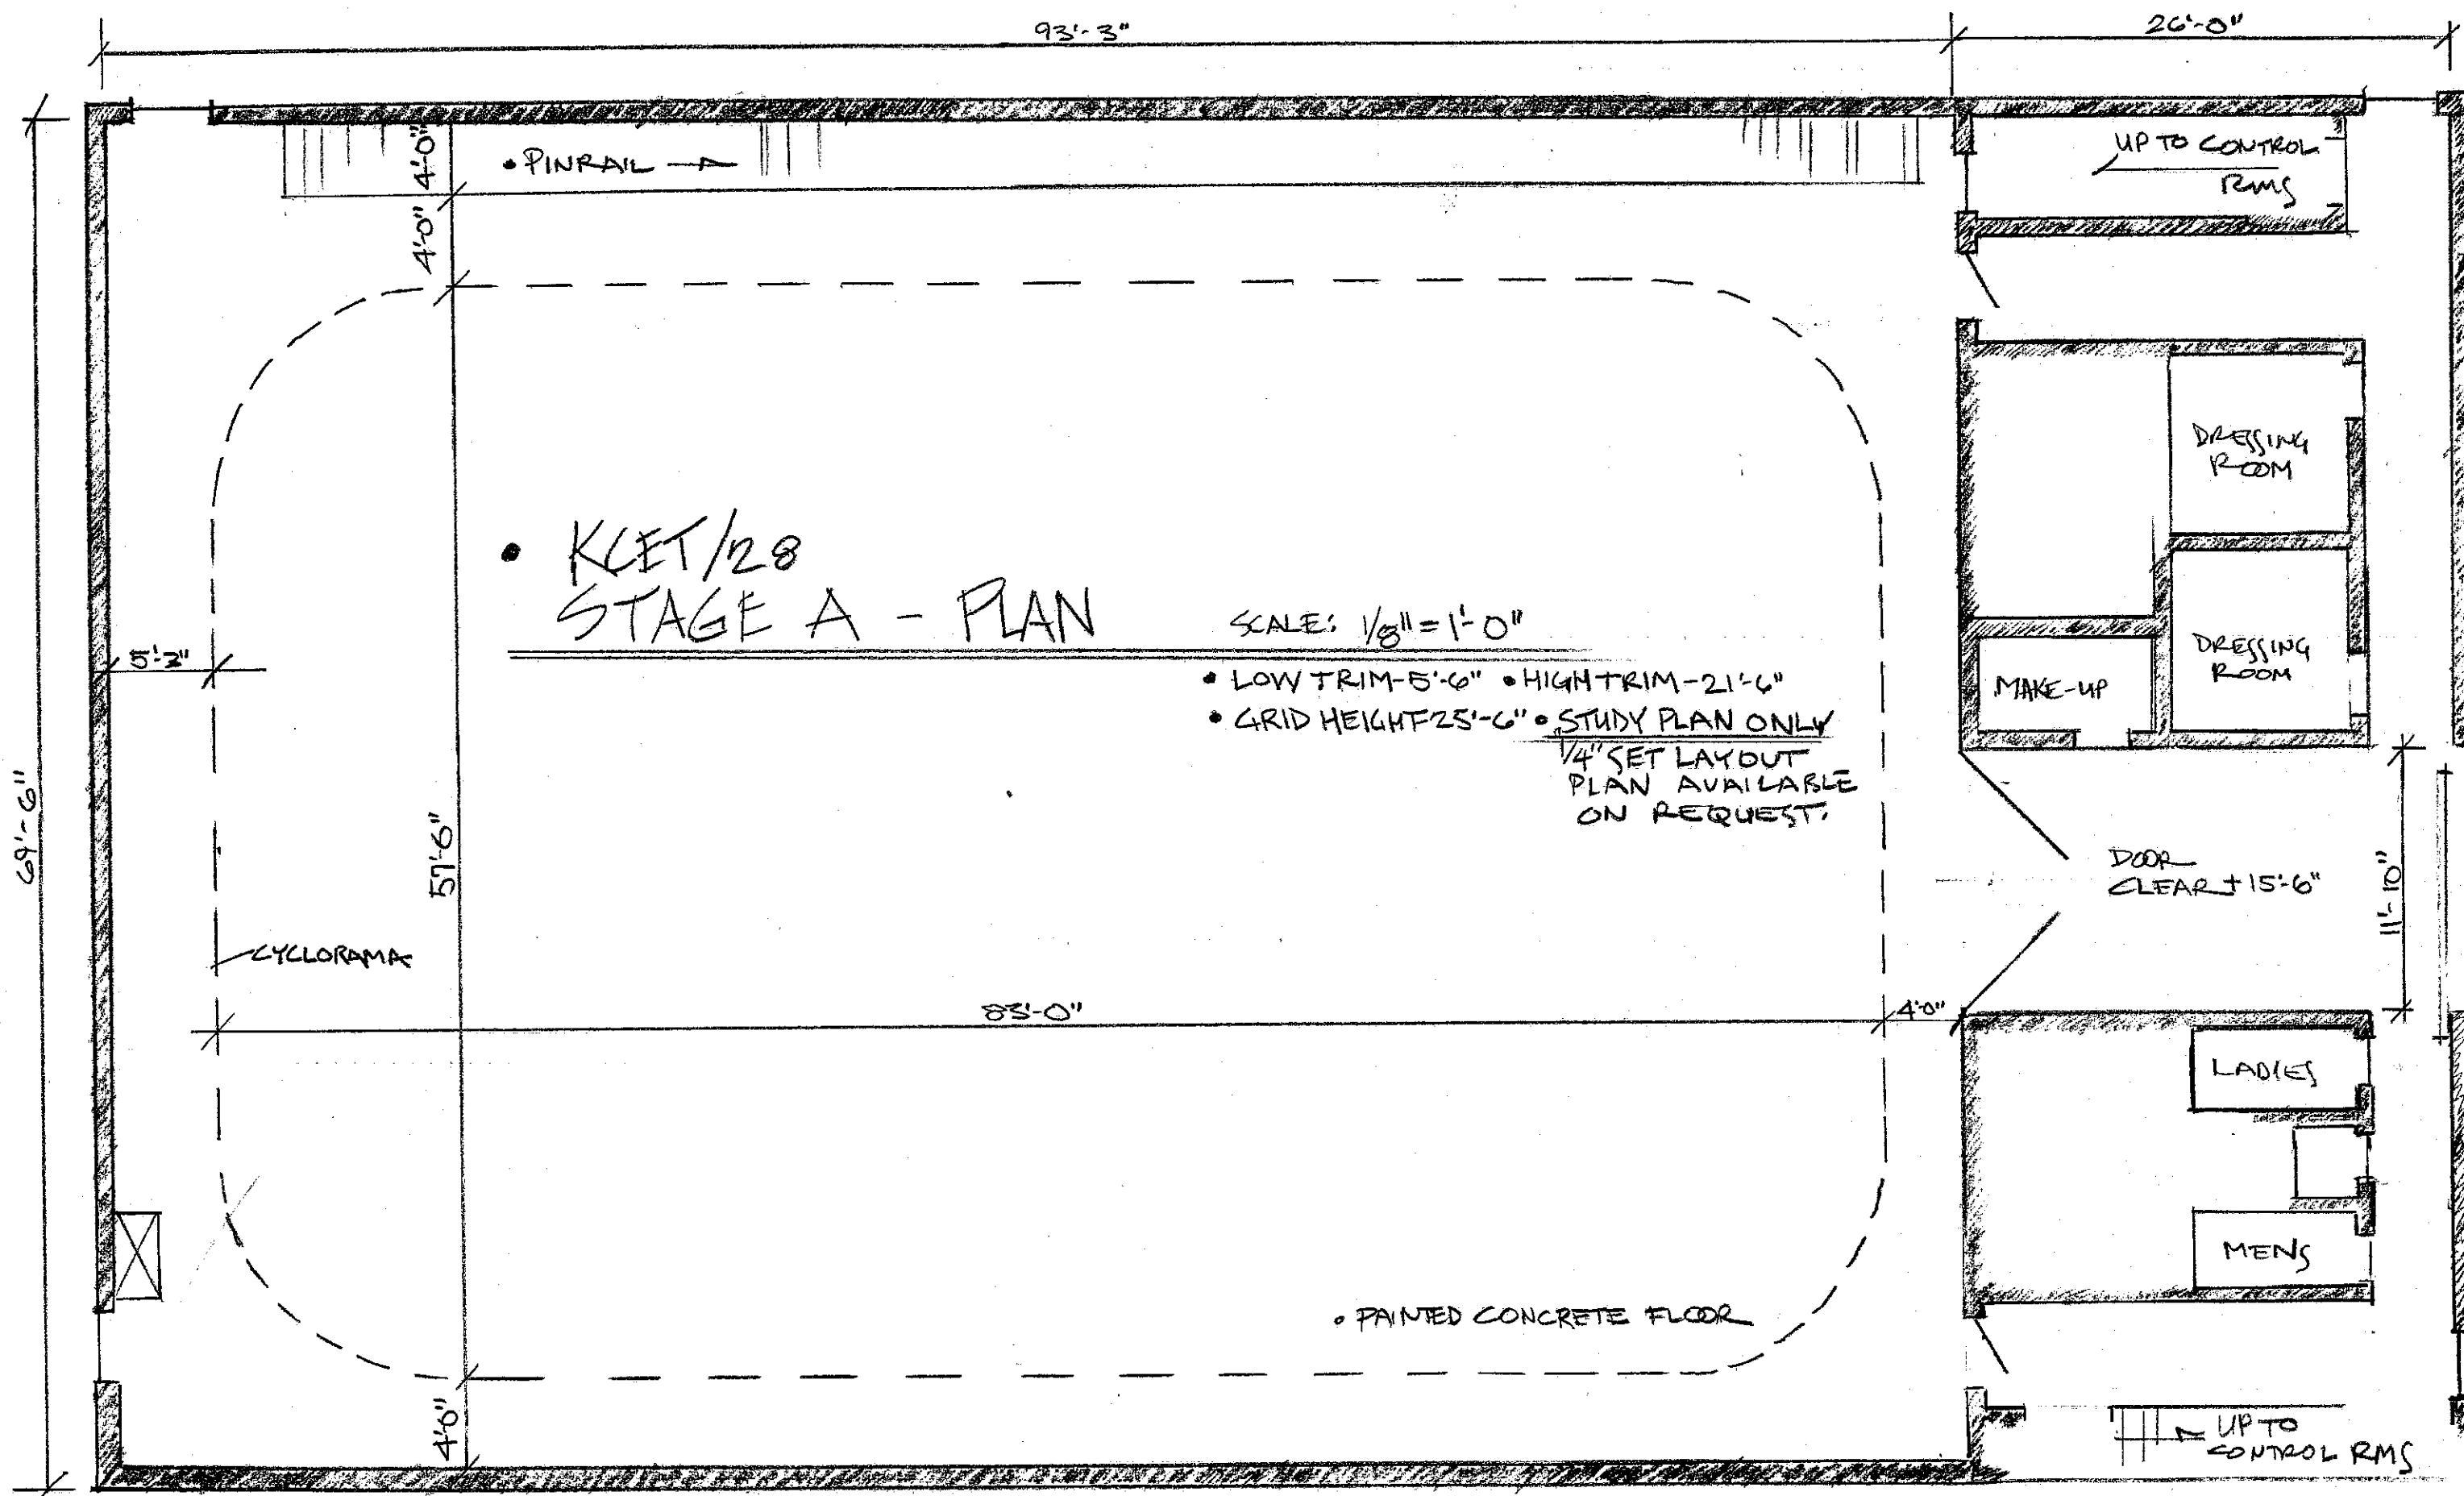 93'-3"
26'-0"
4'-0"
• PINRAIL
UP TO CONTROL
RMS
4'-0"
• KCET/28
STAGE A - PLAN
SCALE: 1/8" = 1'-0"
• LOW TRIM-5'-6" • HIGH TRIM-21'-6"
• GRID HEIGHT-25'-6" • STUDY PLAN ONLY
1/4" SET LAYOUT
PLAN AVAILABLE
ON REQUEST.
DRESSING
ROOM
DRESSING
ROOM
MAKE-UP
69'-6"
57'-6"
DOOR
CLEAR + 15'-6"
11'-10"
CYCLORAMA
83'-0"
4'-0"
LADIES
MENS
• PAINTED CONCRETE FLOOR
4'-0"
UP TO
CONTROL RMS